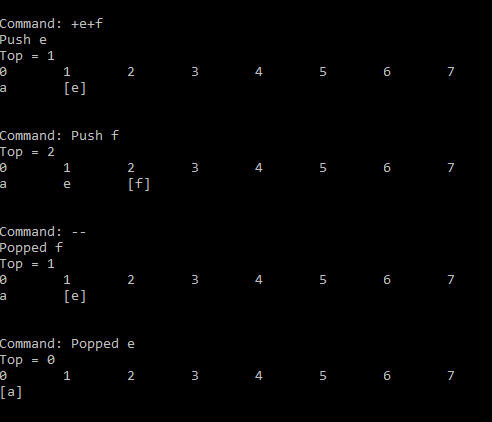 Command: +e+f
Push e
Top = 1
0 1 2 3 4 5 6 7
a [e]
Command: Push f
Top = 2
0 1 2 3 4 5 6 7
a e [f]
Command: --
Popped f
Top = 1
0 1 2 3 4 5 6 7
a [e]
Command: Popped e
Top = 0
0 1 2 3 4 5 6 7
[a]